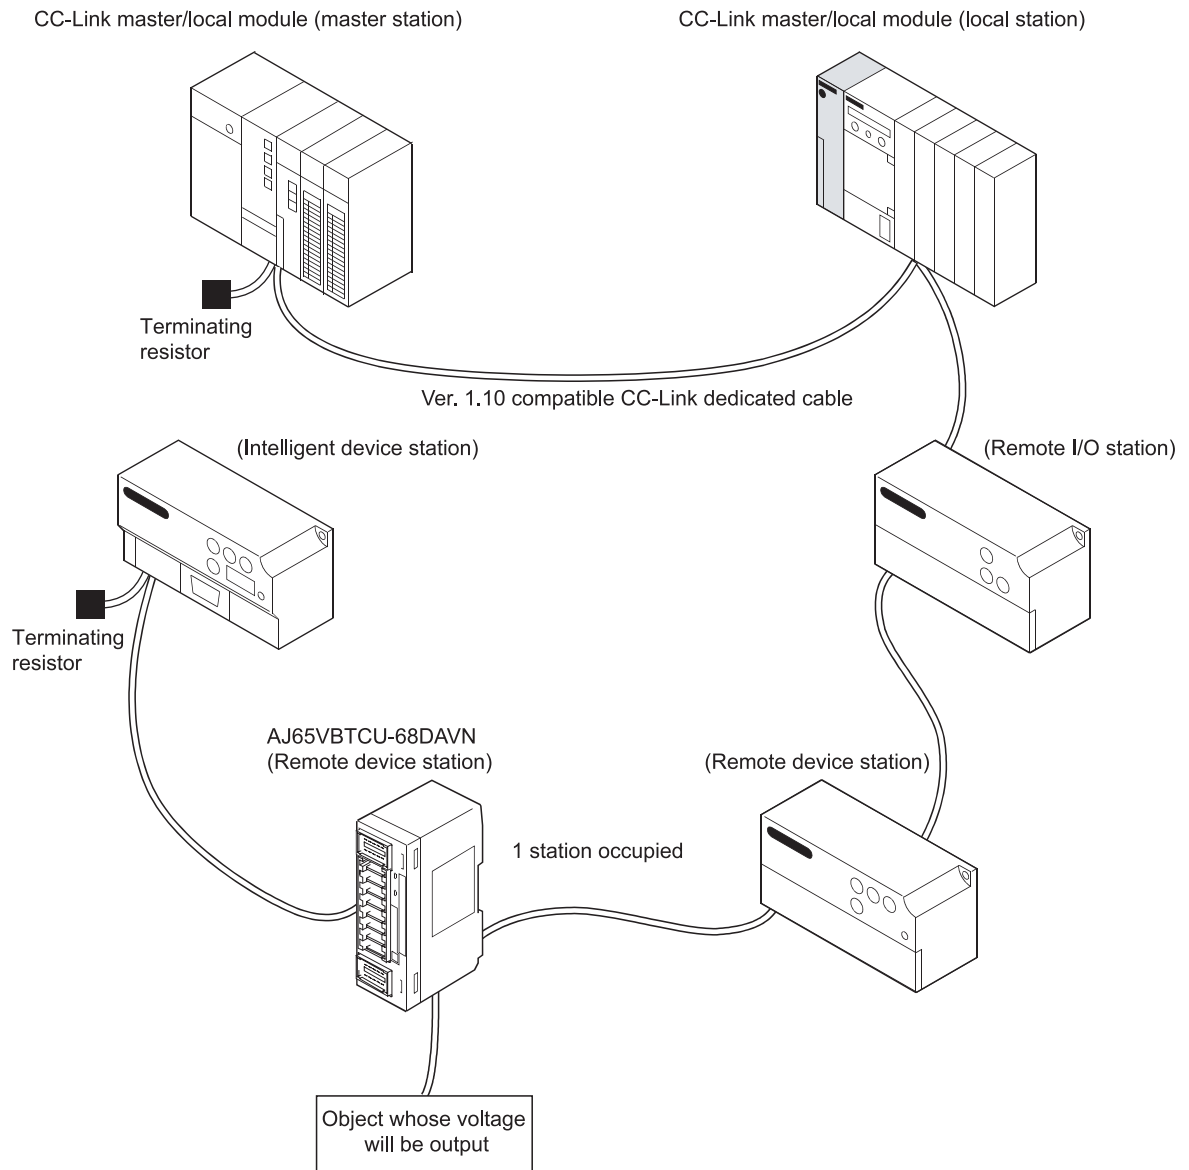 CC-Link master/local module (master station)
CC-Link master/local module (local station)
Terminating
resistor
Ver. 1.10 compatible CC-Link dedicated cable
(Intelligent device station)
(Remote I/O station)
Terminating
resistor
AJ65VBTCU-68DAVN
(Remote device station)
(Remote device station)
1 station occupied
Object whose voltage
will be output